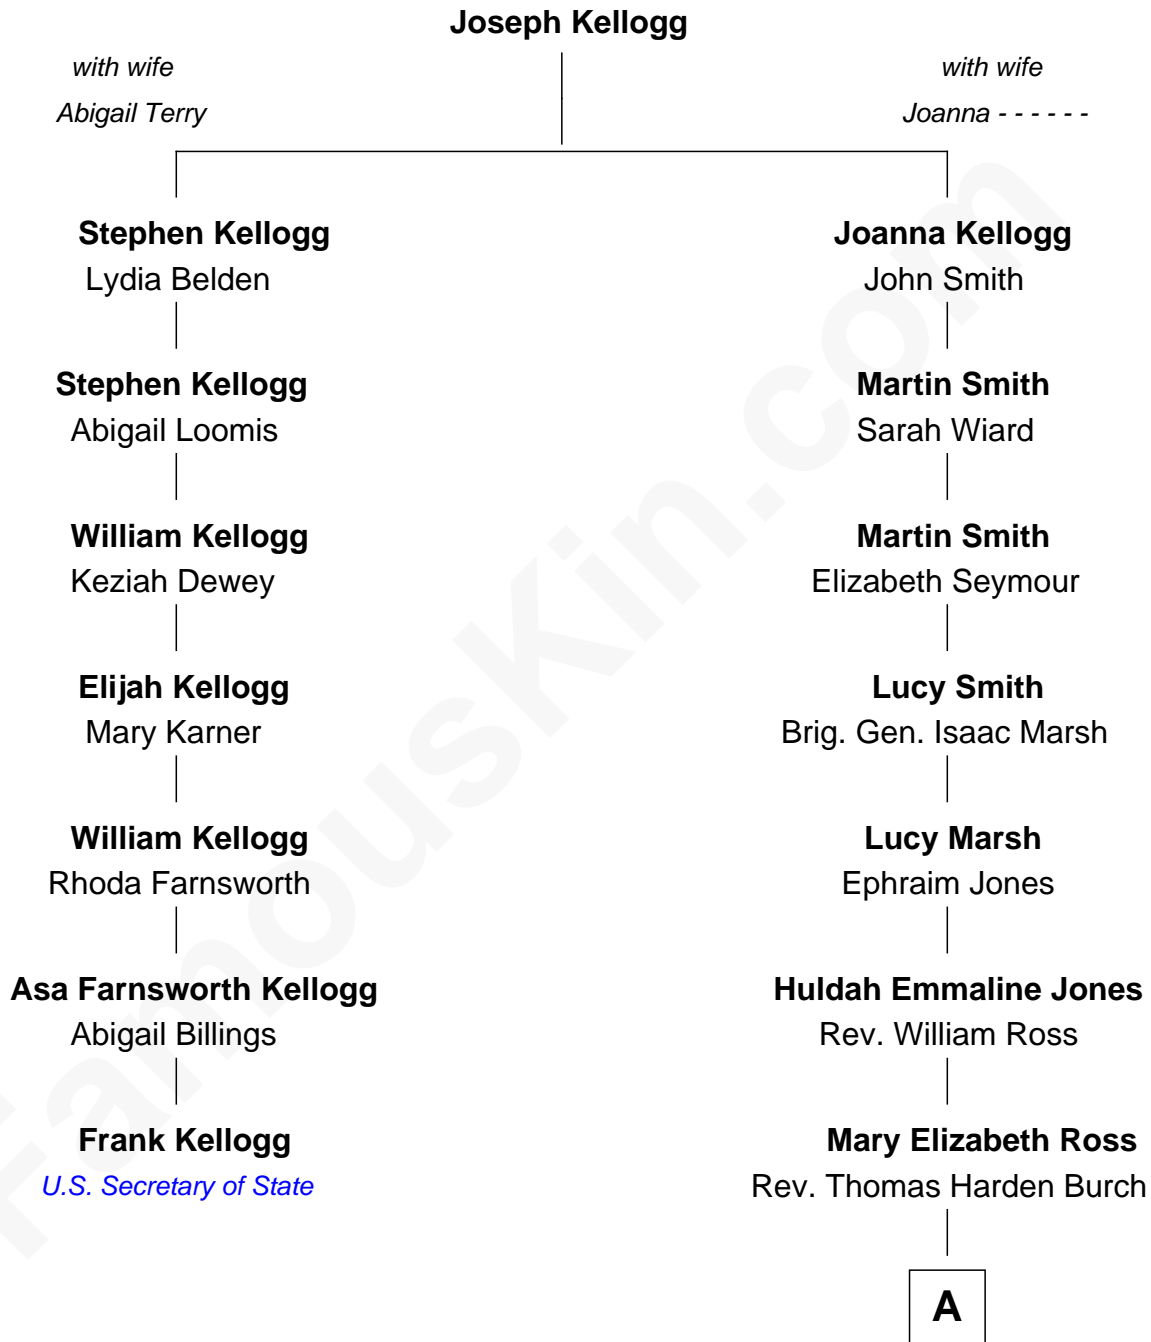 Joseph Kellogg
with wife
Abigail Terry
with wife
Joanna - - - - - -
Stephen Kellogg
Lydia Belden
Joanna Kellogg
John Smith
Stephen Kellogg
Abigail Loomis
Martin Smith
Sarah Wiard
William Kellogg
Keziah Dewey
Martin Smith
Elizabeth Seymour
Elijah Kellogg
Mary Karner
Lucy Smith
Brig. Gen. Isaac Marsh
William Kellogg
Rhoda Farnsworth
Lucy Marsh
Ephraim Jones
Asa Farnsworth Kellogg
Abigail Billings
Huldah Emmaline Jones
Rev. William Ross
Frank Kellogg
U.S. Secretary of State
Mary Elizabeth Ross
Rev. Thomas Harden Burch
A
FamousKin.com